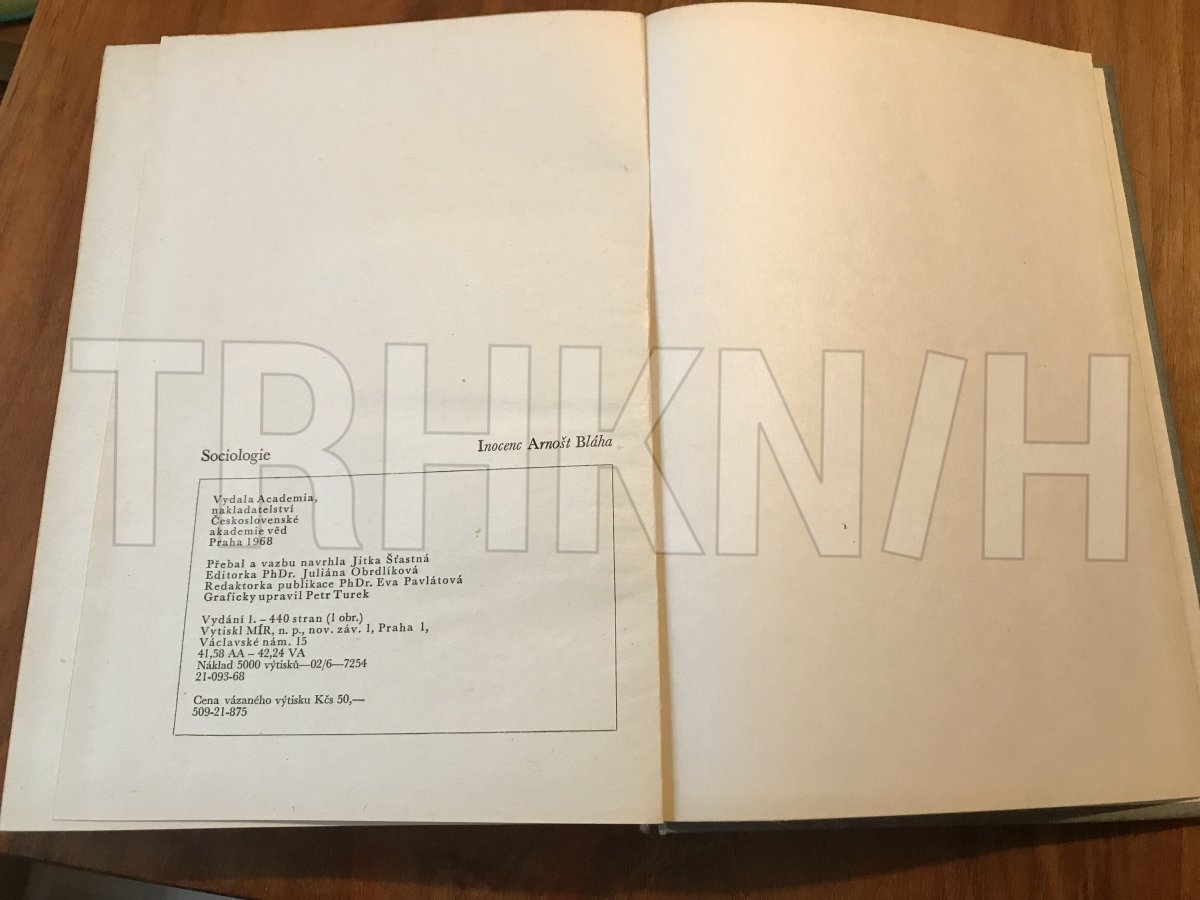 Sociologie
Inocenc Arnošt Bláha
Vydala Academia,
nakladatelství
Československé
akademie věd
Praha 1968
Přebal a vazbu navrhla Jitka Šťastná
Editorka PhDr. Juliána Obrdlíková
Redaktorka publikace PhDr. Eva Pavlátová
Graficky upravil Petr Turek
Vydání 1. – 440 stran (1 obr.)
Vytiskl MÍR, n. p., nov. záv. 1, Praha 1,
Václavské nám. 15
41,58 AA – 42,24 VA
Náklad 5000 výtisků—02/6—7254
21-093-68
Cena vázaného výtisku Kčs 50,—
509-21-875
TRHKN/H